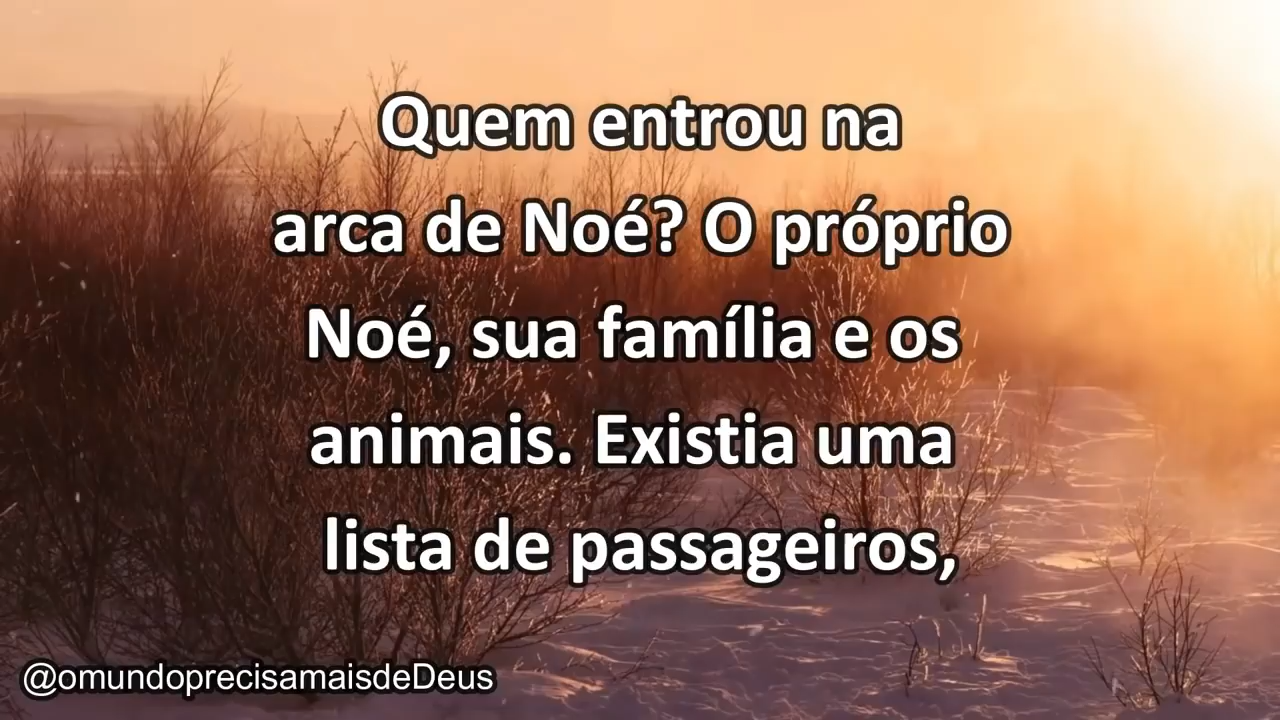 Quem entrou na
arca de Noé? O próprio
Noé, sua família e os
animais. Existia uma
lista de passageiros,
@omundoprecisamaisdeDeus